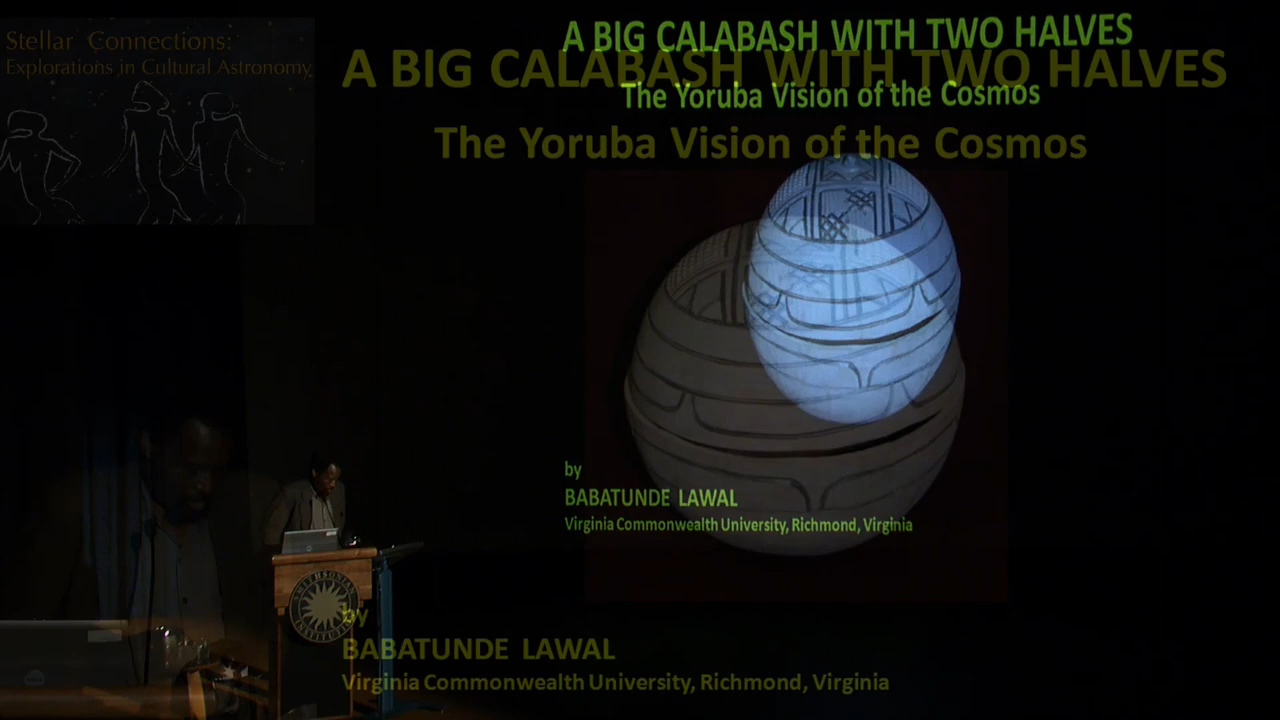 Stellar Connections:
Explorations in Cultural Astronomy
A BIG CALABASH WITH TWO HALVES
The Yoruba Vision of the Cosmos
A BIG CALABASH WITH TWO HALVES
The Yoruba Vision of the Cosmos
by
BABATUNDE LAWAL
Virginia Commonwealth University, Richmond, Virginia
SMITHSONIAN
INSTITUTION
by
BABATUNDE LAWAL
Virginia Commonwealth University, Richmond, Virginia